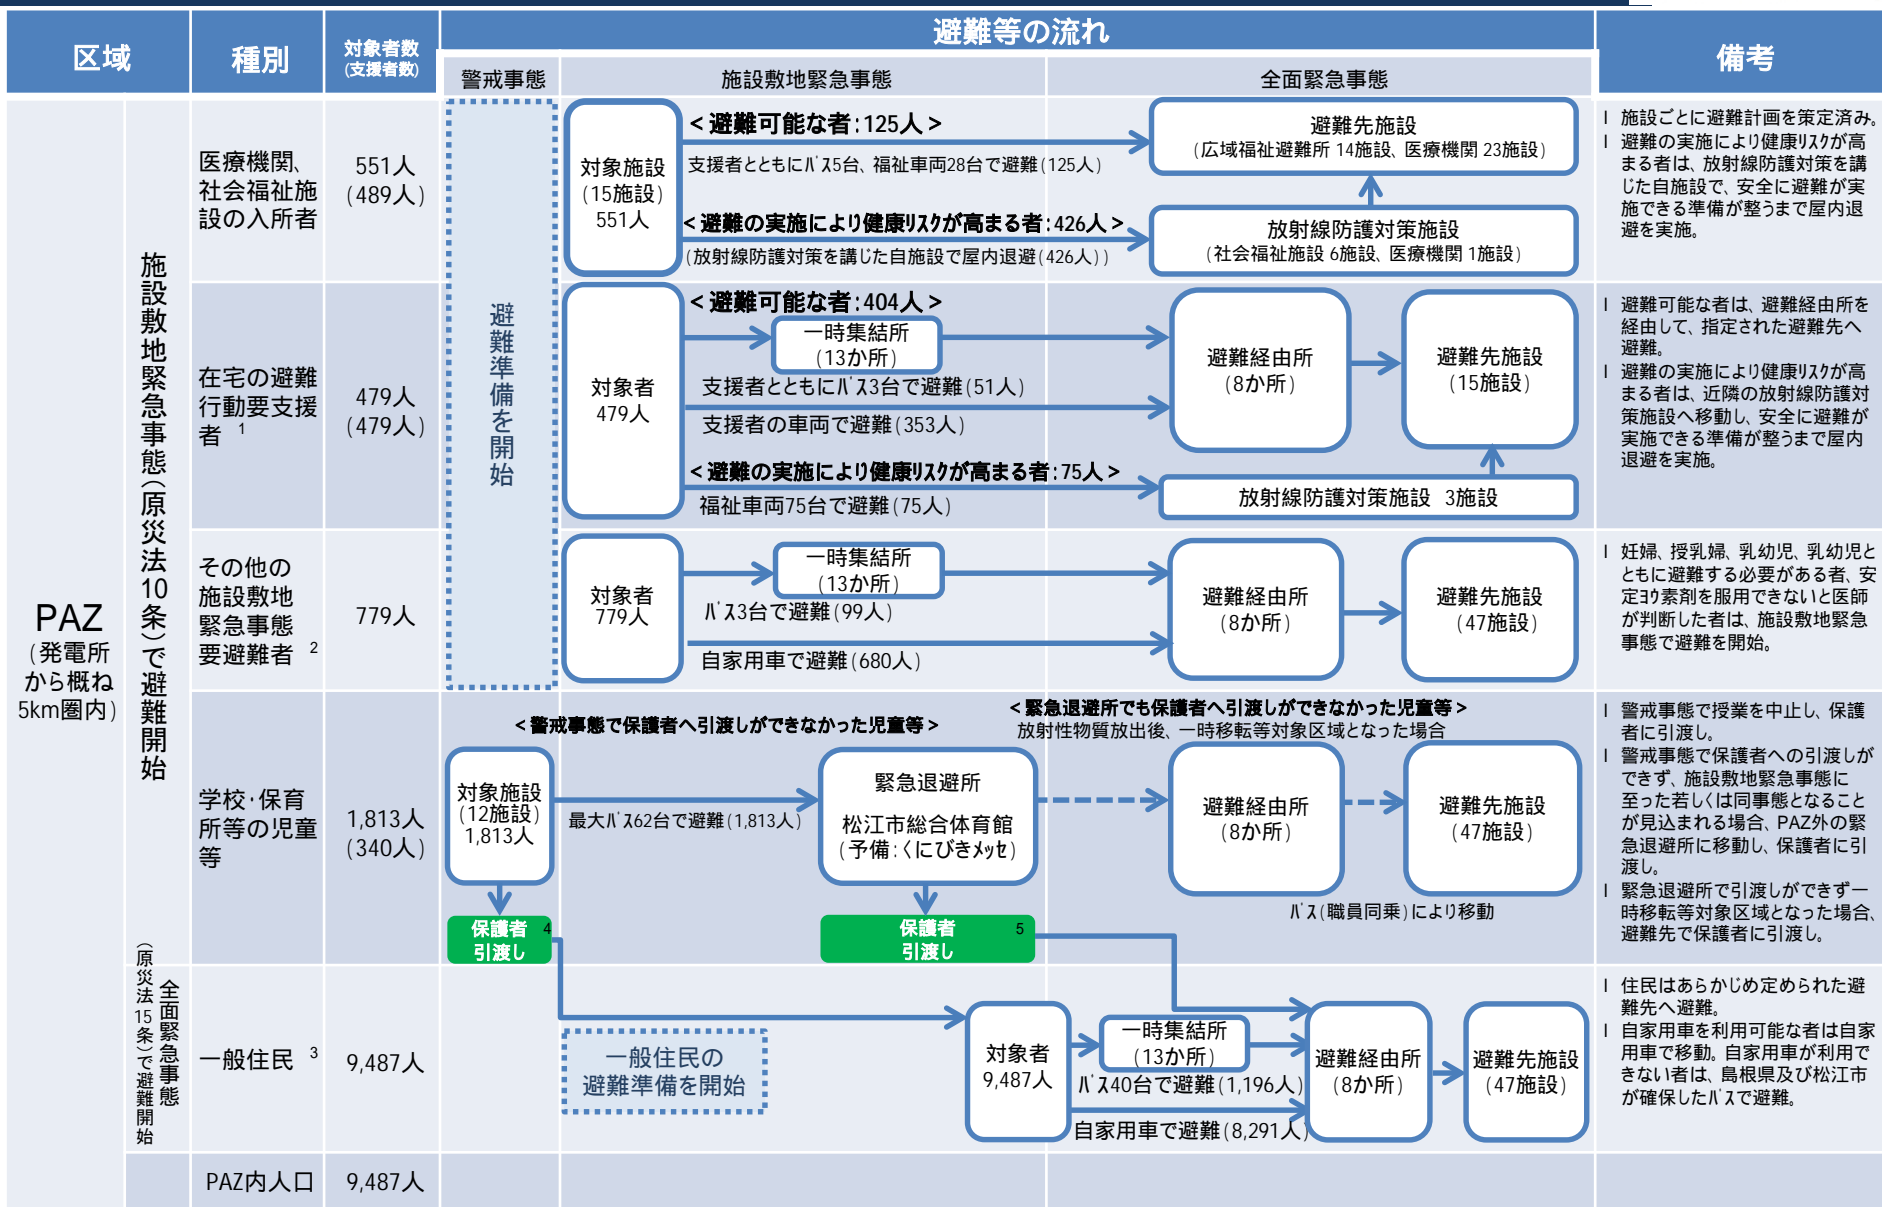 区域
種別
対象者数
(支援者数)
避難等の流れ
備考
警戒事態
施設敷地緊急事態
全面緊急事態
PAZ
(発電所
から概ね
5km圏内)
施設敷地緊急事態(原災法10条)で避難開始
医療機関、
社会福祉施
設の入所者
551人
(489人)
避難準備を開始
対象施設
(15施設)
551人
<避難可能な者:125人>
支援者とともにバス5台、福祉車両28台で避難(125人)
<避難の実施により健康リスクが高まる者:426人>
(放射線防護対策を講じた自施設で屋内退避(426人))
避難先施設
(広域福祉避難所 14施設、医療機関 23施設)
放射線防護対策施設
(社会福祉施設 6施設、医療機関 1施設)
l 施設ごとに避難計画を策定済み。
l 避難の実施により健康リスクが高
まる者は、放射線防護対策を講
じた自施設で、安全に避難が実
施できる準備が整うまで屋内退
避を実施。
在宅の避難
行動要支援
者 1
479人
(479人)
対象者
479人
<避難可能な者:404人>
一時集結所
(13か所)
支援者とともにバス3台で避難(51人)
支援者の車両で避難(353人)
<避難の実施により健康リスクが高まる者:75人>
福祉車両75台で避難(75人)
避難経由所
(8か所)
避難先施設
(15施設)
放射線防護対策施設 3施設
l 避難可能な者は、避難経由所を
経由して、指定された避難先へ
避難。
l 避難の実施により健康リスクが高
まる者は、近隣の放射線防護対
策施設へ移動し、安全に避難が
実施できる準備が整うまで屋内
退避を実施。
その他の
施設敷地
緊急事態
要避難者 2
779人
対象者
779人
一時集結所
(13か所)
バス3台で避難(99人)
自家用車で避難(680人)
避難経由所
(8か所)
避難先施設
(47施設)
l 妊婦、授乳婦、乳幼児、乳幼児と
ともに避難する必要がある者、安
定ヨウ素剤を服用できないと医師
が判断した者は、施設敷地緊急
事態で避難を開始。
学校・保育
所等の児童
等
1,813人
(340人)
<警戒事態で保護者へ引渡しができなかった児童等>
<緊急退避所でも保護者へ引渡しができなかった児童等>
放射性物質放出後、一時移転等対象区域となった場合
対象施設
(12施設)
1,813人
最大バス62台で避難(1,813人)
緊急退避所
松江市総合体育館
(予備:くにびきメッセ)
避難経由所
(8か所)
避難先施設
(47施設)
バス(職員同乗)により移動
保護者 4
引渡し
保護者 5
引渡し
l 警戒事態で授業を中止し、保護
者に引渡し。
l 警戒事態で保護者への引渡しが
できず、施設敷地緊急事態に
至った若しくは同事態となること
が見込まれる場合、PAZ外の緊
急退避所に移動し、保護者に引
渡し。
l 緊急退避所で引渡しができず一
時移転等対象区域となった場合、
避難先で保護者に引渡し。
全面緊急事態
(原災法15条)で避難開始
一般住民 3
9,487人
一般住民の
避難準備を開始
対象者
9,487人
一時集結所
(13か所)
バス40台で避難(1,196人)
自家用車で避難(8,291人)
避難経由所
(8か所)
避難先施設
(47施設)
l 住民はあらかじめ定められた避
難先へ避難。
l 自家用車を利用可能な者は自家
用車で移動。自家用車が利用で
きない者は、島根県及び松江市
が確保したバスで避難。
PAZ内人口
9,487人